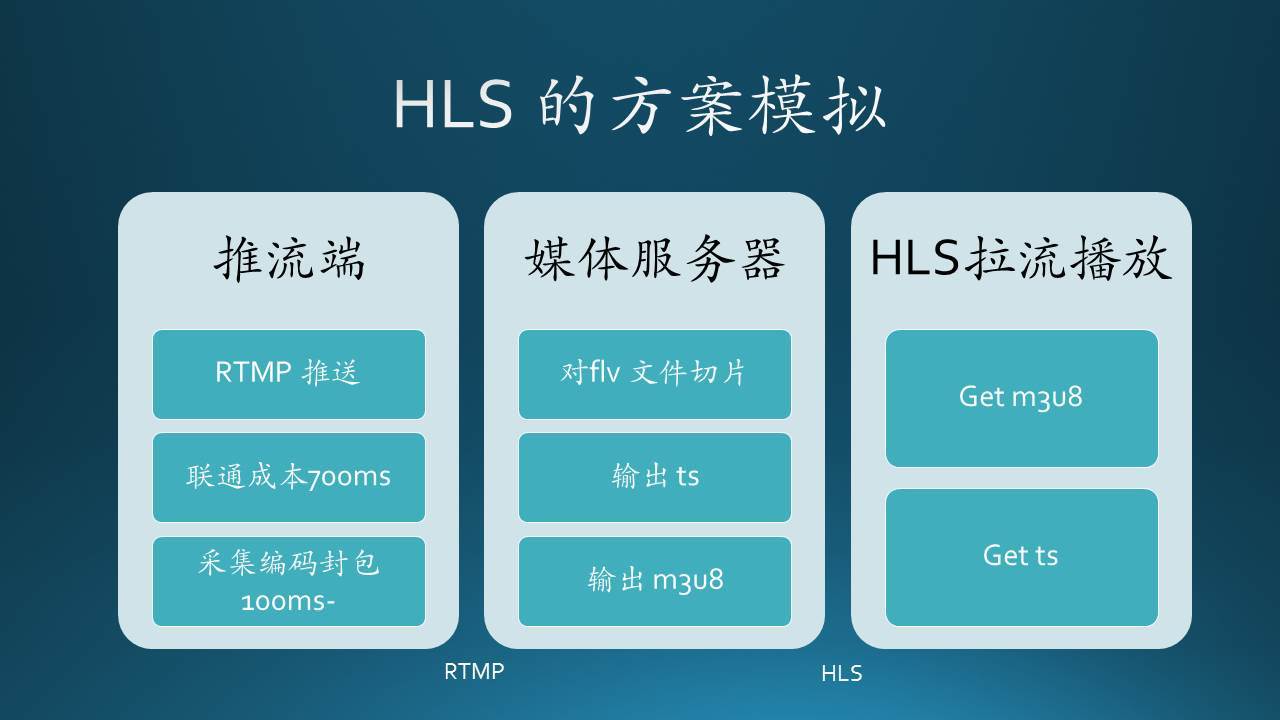 HLS 的方案模拟
推流端
RTMP 推送
联通成本700ms
采集编码封包
100ms-
媒体服务器
对flv 文件切片
输出 ts
输出 m3u8
HLS拉流播放
Get m3u8
Get ts
RTMP
HLS